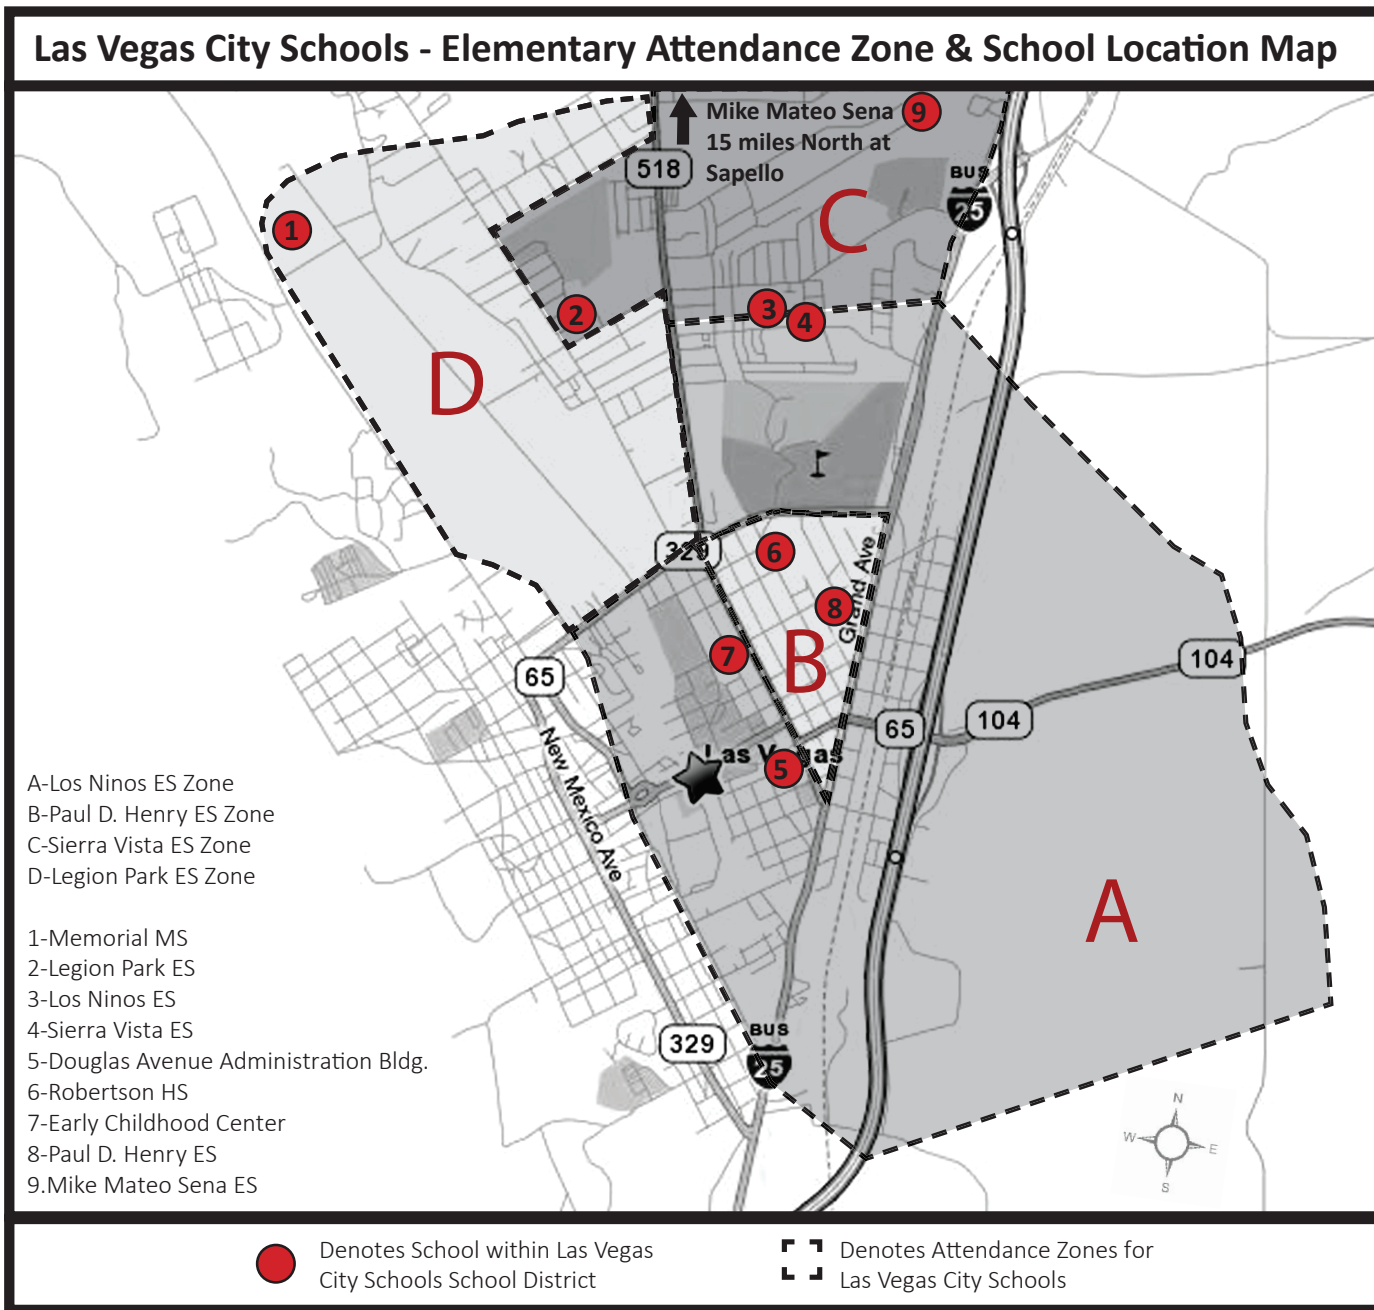 Las Vegas City Schools - Elementary Attendance Zone & School Location Map
Mike Mateo Sena
15 miles North at
Sapello
9
518
BUS
25
C
1
2
3
4
D
329
6
Grand Ave
8
B
7
104
65
65
104
Las Vegas
5
New Mexico Ave
A
A-Los Ninos ES Zone
B-Paul D. Henry ES Zone
C-Sierra Vista ES Zone
D-Legion Park ES Zone
1-Memorial MS
2-Legion Park ES
3-Los Ninos ES
4-Sierra Vista ES
5-Douglas Avenue Administration Bldg.
6-Robertson HS
7-Early Childhood Center
8-Paul D. Henry ES
9.Mike Mateo Sena ES
329
BUS
25
N
W
E
S
Denotes School within Las Vegas
City Schools School District
Denotes Attendance Zones for
Las Vegas City Schools